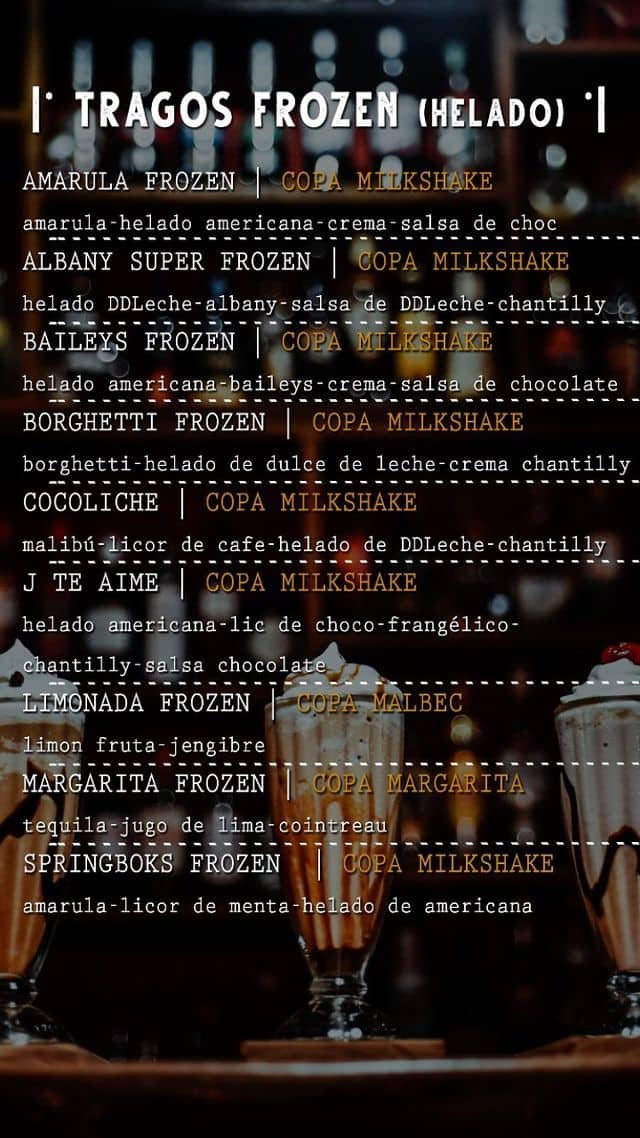 |· TRAGOS FROZEN (HELADO) ·|
AMARULA FROZEN | COPA MILKSHAKE
amarula-helado americana-crema-salsa de choc
ALBANY SUPER FROZEN | COPA MILKSHAKE
helado DDLeche-albany-salsa de DDLeche-chantilly
BAILEYS FROZEN | COPA MILKSHAKE
helado americana-baileys-crema-salsa de chocolate
BORGHETTI FROZEN | COPA MILKSHAKE
borghetti-helado de dulce de leche-crema chantilly
COCOLICHE | COPA MILKSHAKE
malibú-licor de cafe-helado de DDLeche-chantilly
J TE AIME | COPA MILKSHAKE
helado americana-lic de choco-frangélico-
chantilly-salsa chocolate
LIMONADA FROZEN | COPA MALBEC
limon fruta-jengibre
MARGARITA FROZEN | COPA MARGARITA
tequila-jugo de lima-cointreau
SPRINGBOKS FROZEN | COPA MILKSHAKE
amarula-licor de menta-helado de americana